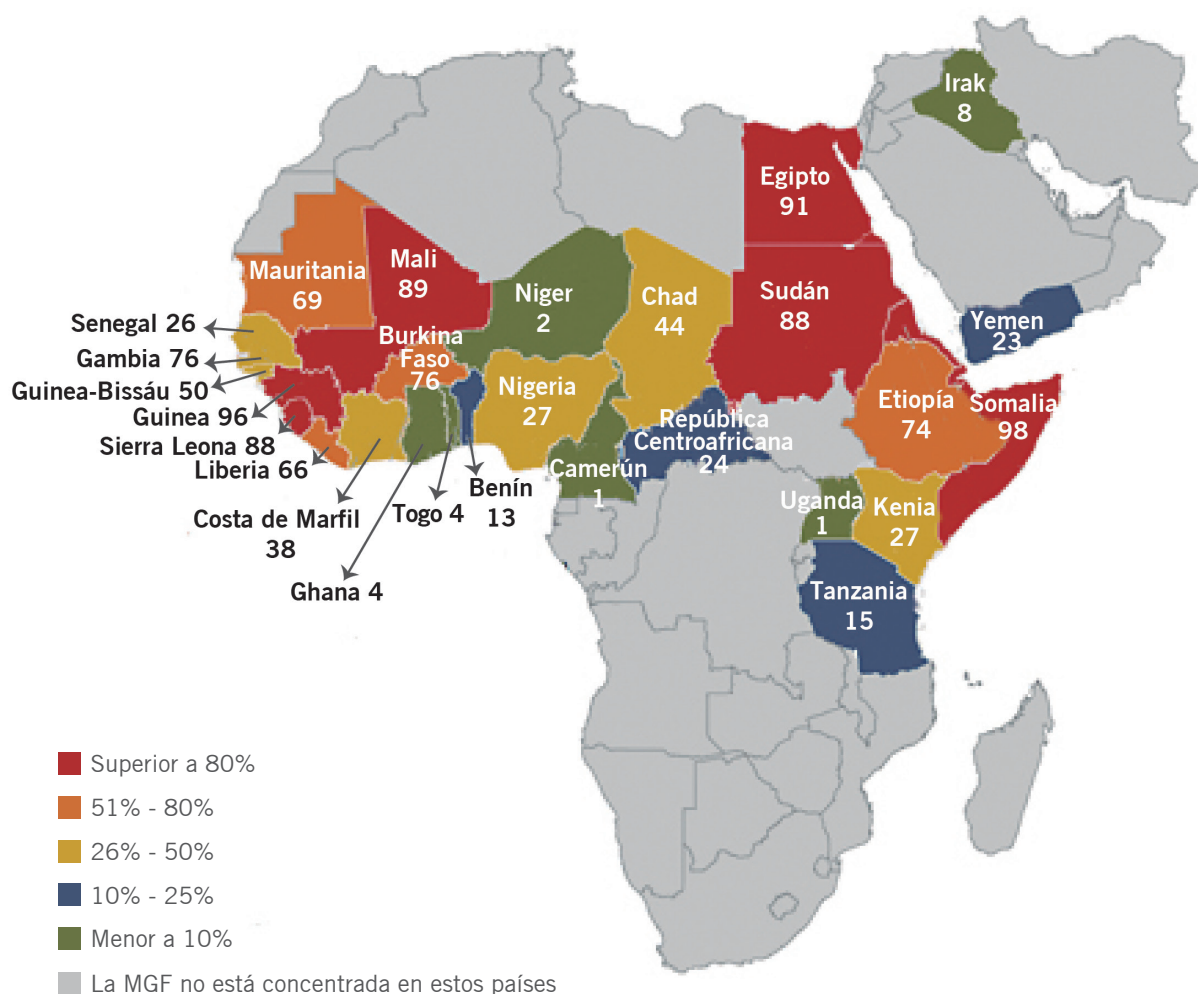 Irak
8
Egipto
91
Mauritania
69
Mali
89
Niger
2
Chad
44
Sudán
88
Yemen
23
Senegal 26
Gambia 76
Guinea-Bissáu 50
Guinea 96
Sierra Leona 88
Liberia 66
Burkina
Faso
76
Nigeria
27
Etiopía
74
Somalia
98
República
Centroafricana
24
Camerún
1
Benín
13
Togo 4
Costa de Marfil
38
Ghana 4
Uganda
1
Kenia
27
Tanzania
15
Superior a 80%
51% - 80%
26% - 50%
10% - 25%
Menor a 10%
La MGF no está concentrada en estos países